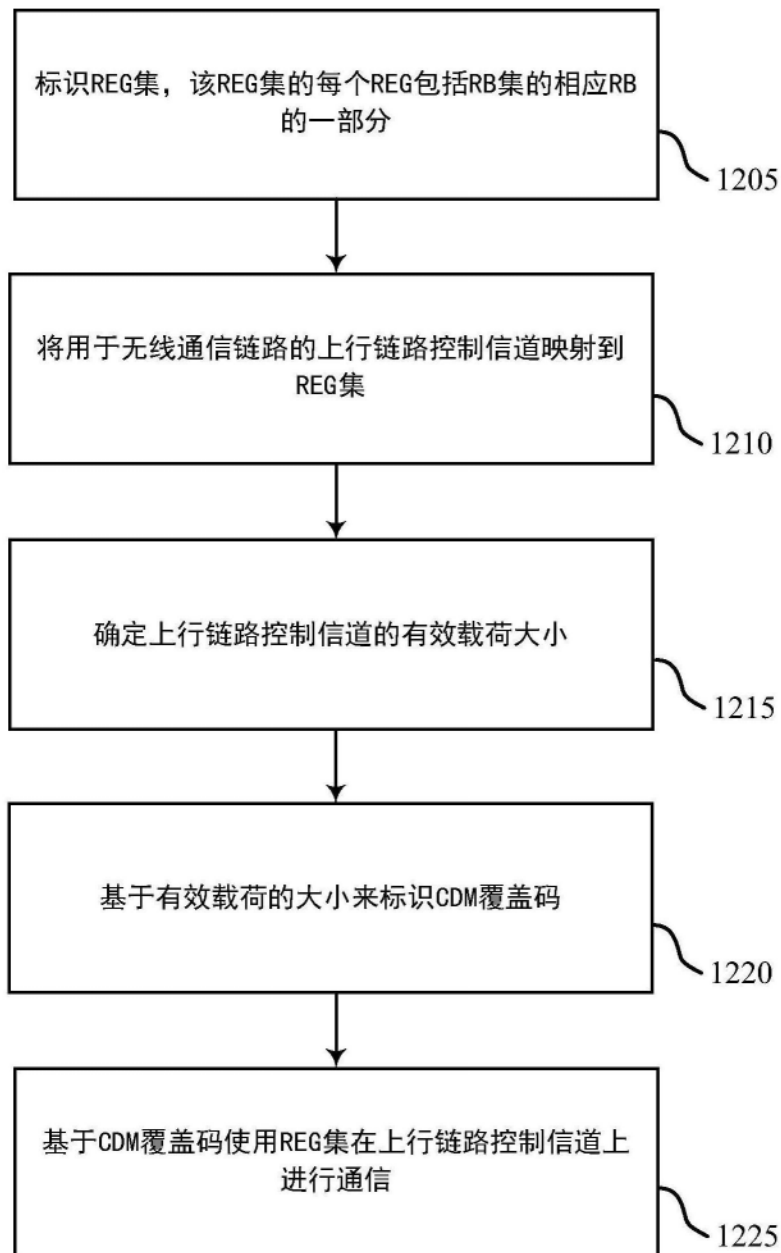 标识REG集，该REG集的每个REG包括RB集的相应RB
的一部分
1205
将用于无线通信链路的上行链路控制信道映射到
REG集
1210
确定上行链路控制信道的有效载荷大小
1215
基于有效载荷的大小来标识CDM覆盖码
1220
基于CDM覆盖码使用REG集在上行链路控制信道上
进行通信
1225